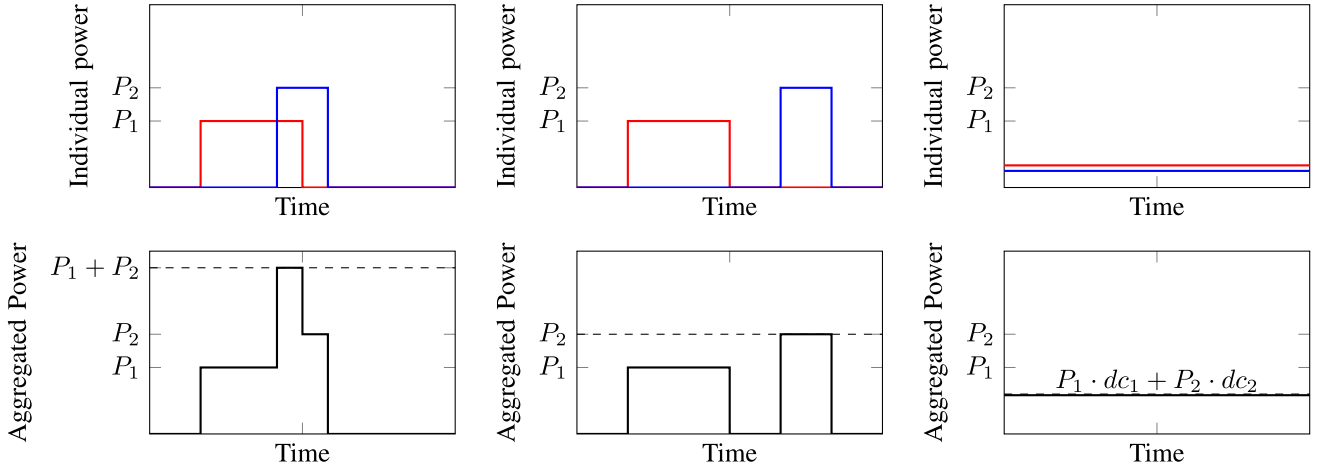 Individual power
P₂
P₁
Time
Individual power
P₂
P₁
Time
Individual power
P₂
P₁
Time
Aggregated Power
P₁ + P₂
P₂
P₁
Time
Aggregated Power
P₂
P₁
Time
Aggregated Power
P₂
P₁
P₁ · dc₁ + P₂ · dc₂
Time